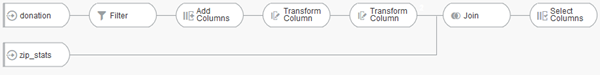 donation
Filter
Add
Columns
Transform
Column
Transform
Column
Join
Select
Columns
zip_stats